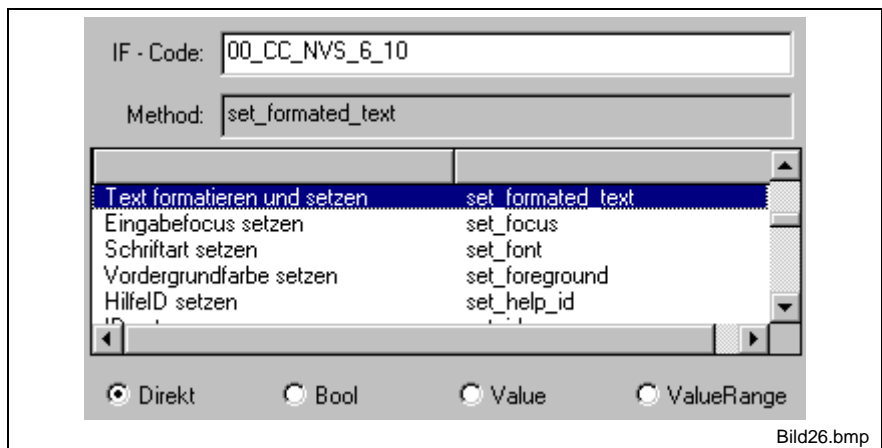 IF - Code: 00_CC_NVS_6_10
Method: set_formated_text
Text formatieren und setzen set_formated_text
Eingabefocus setzen set_focus
Schriftart setzen set_font
Vordergrundfarbe setzen set_foreground
HilfeID setzen set_help_id
Direkt Bool Value ValueRange
Bild26.bmp